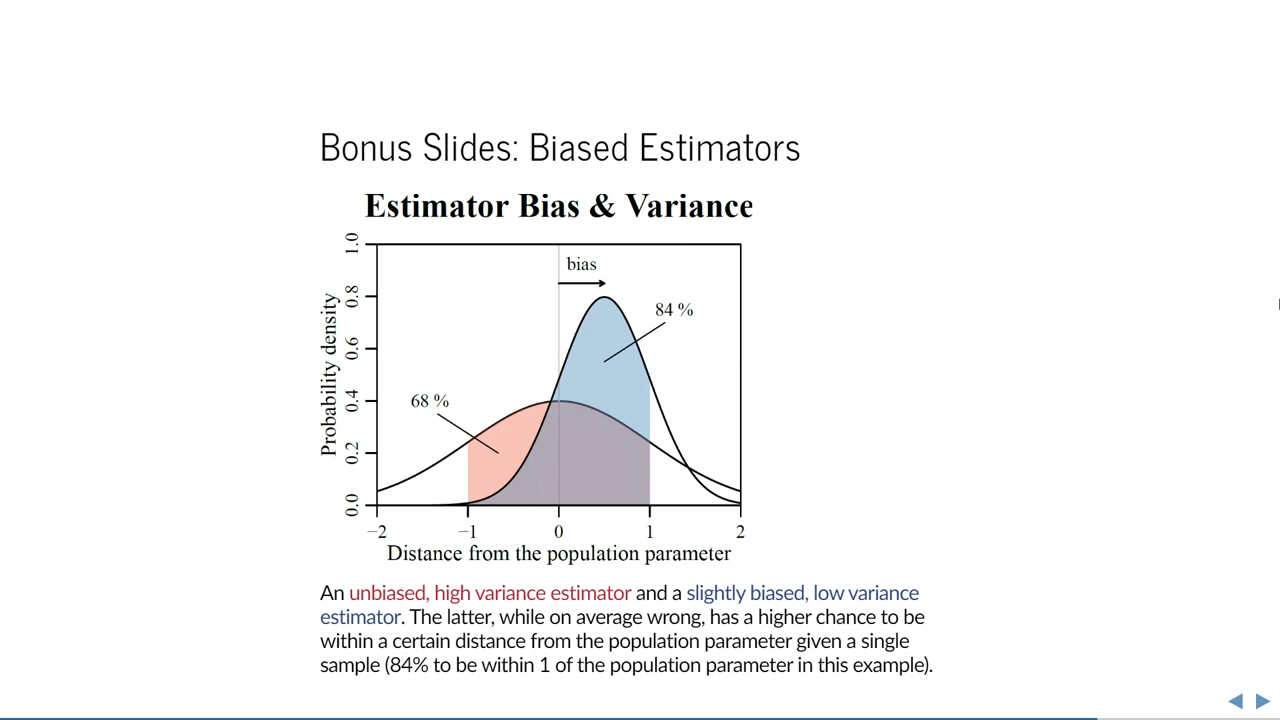 Bonus Slides: Biased Estimators
Estimator Bias & Variance
1.0
0.8
0.6
0.4
0.2
0.0
Probability density
bias
84 %
68 %
−2
−1
0
1
2
Distance from the population parameter
An unbiased, high variance estimator and a slightly biased, low variance
estimator. The latter, while on average wrong, has a higher chance to be
within a certain distance from the population parameter given a single
sample (84% to be within 1 of the population parameter in this example).